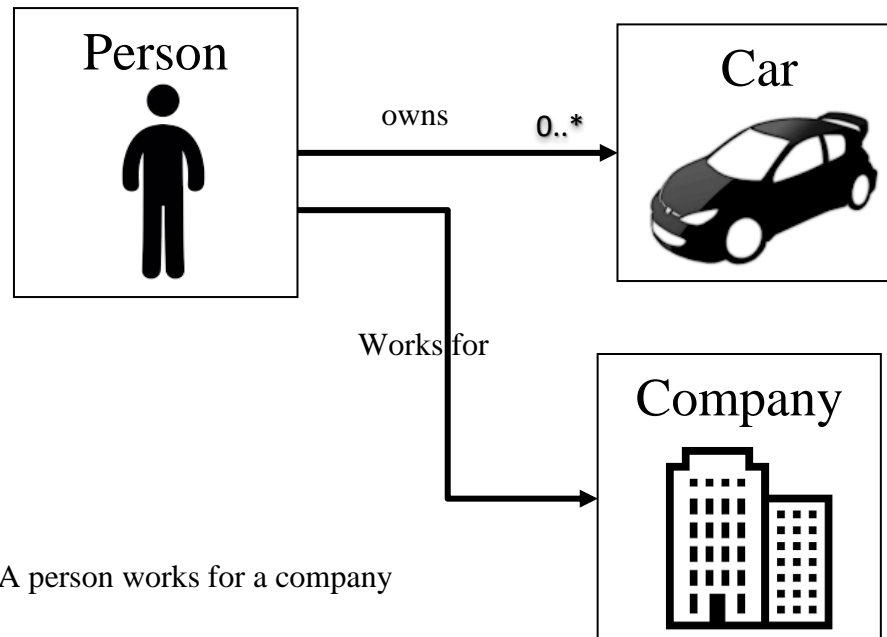 Person
Car
owns
0..*
Works for
Company
A person works for a company